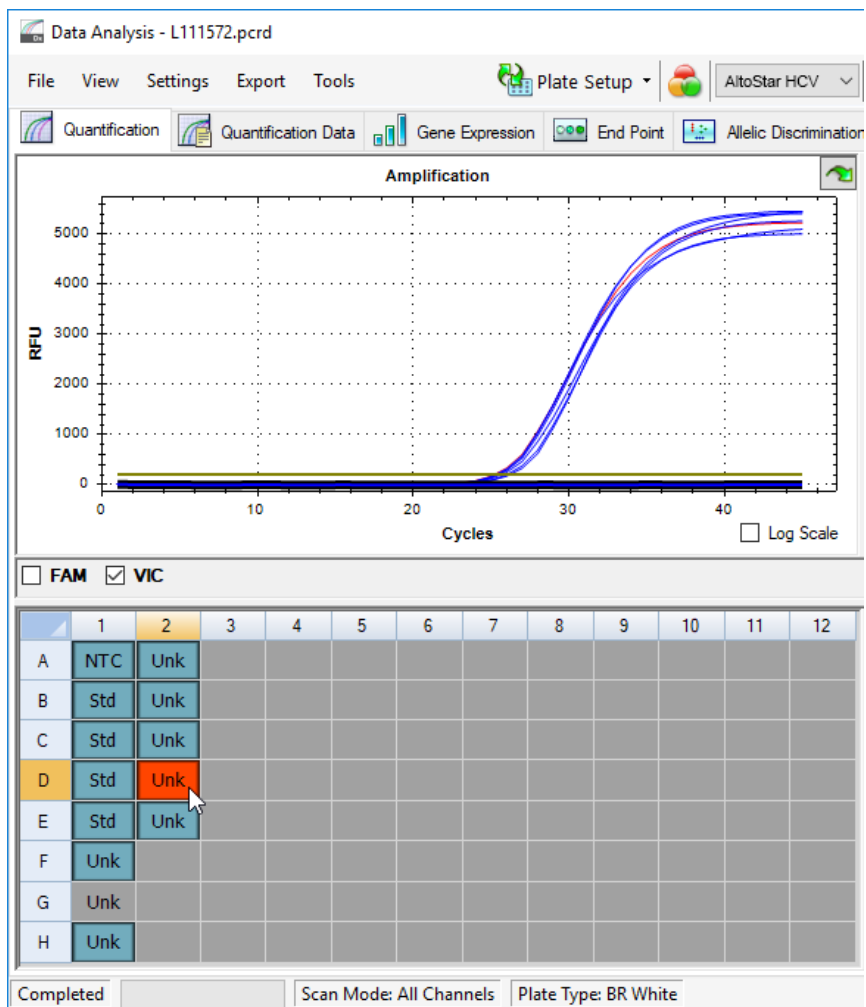 Data Analysis - L111572.pcrd
File View Settings Export Tools Plate Setup AltoStar HCV
Quantification Quantification Data Gene Expression End Point Allelic Discrimination
Amplification
5000
4000
3000
2000
1000
0
RFU
0 10 20 30 40
Cycles
Log Scale
FAM VIC
1 2 3 4 5 6 7 8 9 10 11 12
A NTC Unk
B Std Unk
C Std Unk
D Std Unk
E Std Unk
F Unk
G Unk
H Unk
Completed Scan Mode: All Channels Plate Type: BR White